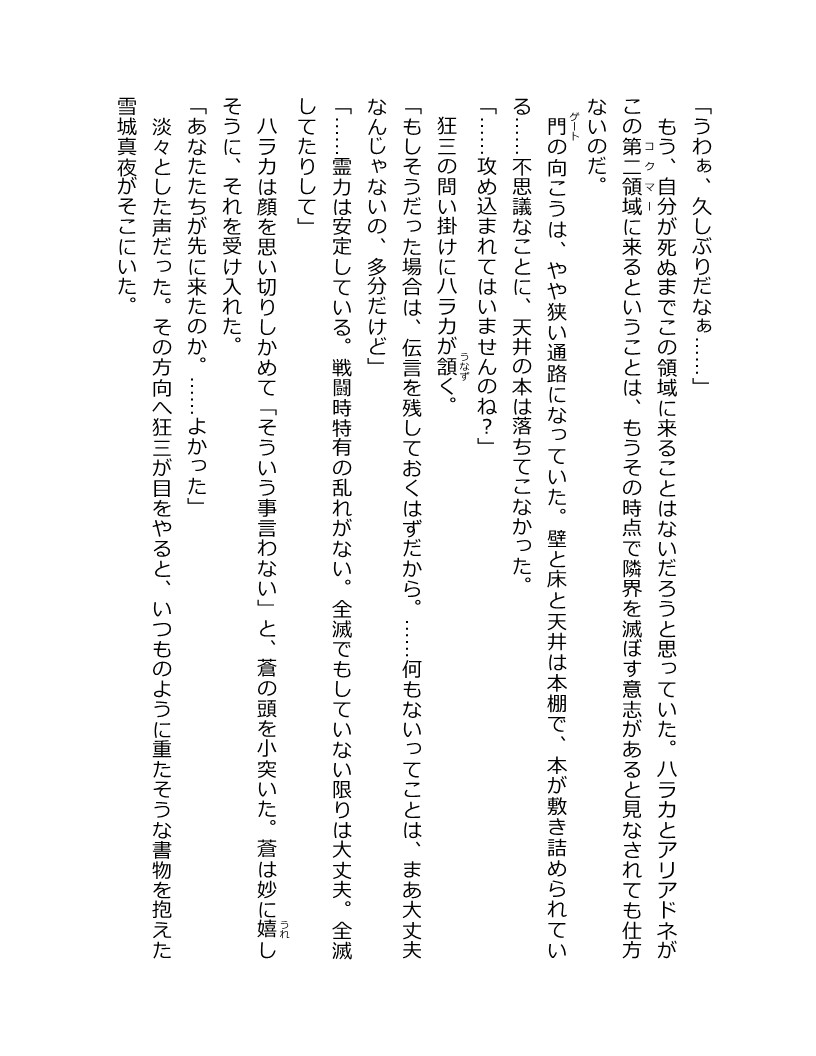 「うわぁ、久しぶりだなぁ……」
　もう、自分が死ぬまでこの領域に来ることはないだろうと思っていた。ハラカとアリアドネが
この第二領域コクマーに来るということは、もうその時点で隣界を滅ぼす意志があると見なされても仕方
ないのだ。
　門ゲートの向こうは、やや狭い通路になっていた。壁と床と天井は本棚で、本が敷き詰められてい
る……不思議なことに、天井の本は落ちてこなかった。
「……攻め込まれてはいませんのね？」
　狂三の問い掛けにハラカが頷うなずく。
「もしそうだった場合は、伝言を残しておくはずだから。……何もないってことは、まあ大丈夫
なんじゃないの、多分だけど」
「……霊力は安定している。戦闘時特有の乱れがない。全滅でもしていない限りは大丈夫。全滅
してたりして」
　ハラカは顔を思い切りしかめて「そういう事言わない」と、蒼の頭を小突いた。蒼は妙に嬉うれし
そうに、それを受け入れた。
「あなたたちが先に来たのか。……よかった」
　淡々とした声だった。その方向へ狂三が目をやると、いつものように重たそうな書物を抱えた
雪城真夜がそこにいた。